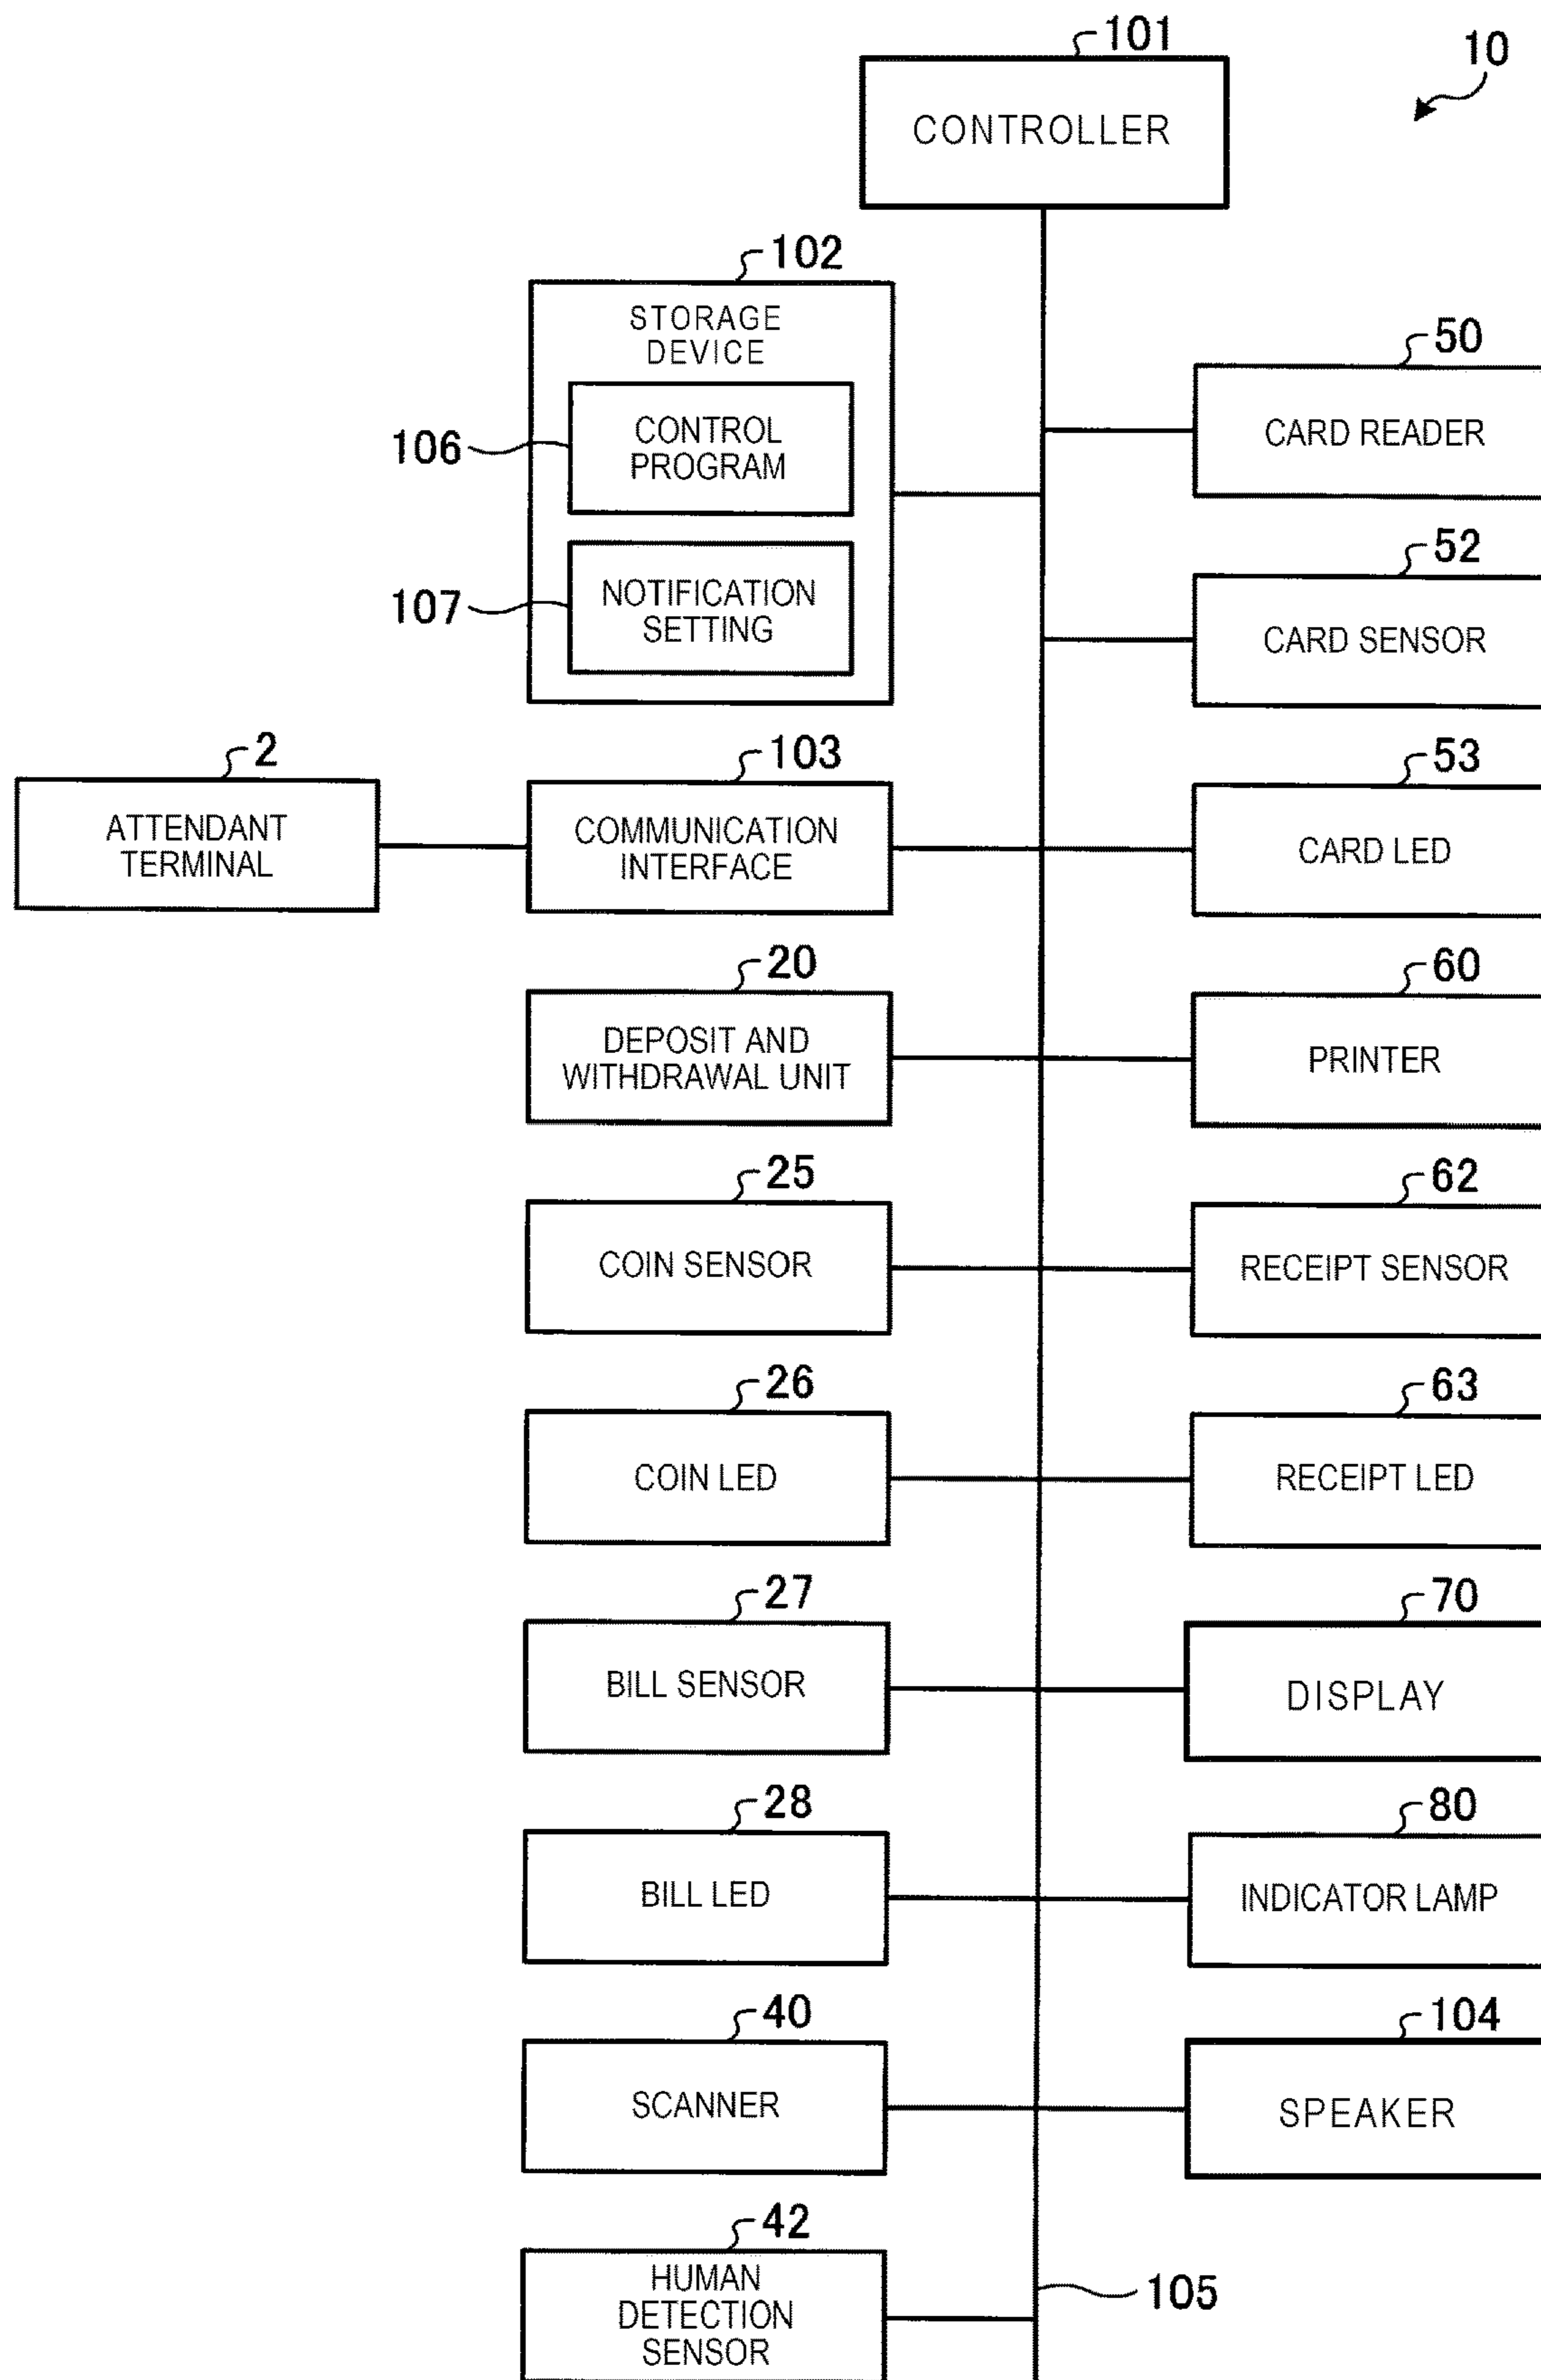 101
10
CONTROLLER
102
STORAGE
DEVICE
50
106
CONTROL
PROGRAM
CARD READER
52
107
NOTIFICATION
SETTING
CARD SENSOR
2
103
53
ATTENDANT
TERMINAL
COMMUNICATION
INTERFACE
CARD LED
20
60
DEPOSIT AND
WITHDRAWAL UNIT
PRINTER
25
62
COIN SENSOR
RECEIPT SENSOR
26
63
COIN LED
RECEIPT LED
27
70
BILL SENSOR
DISPLAY
28
80
BILL LED
INDICATOR LAMP
40
104
SCANNER
SPEAKER
42
HUMAN
DETECTION
SENSOR
105